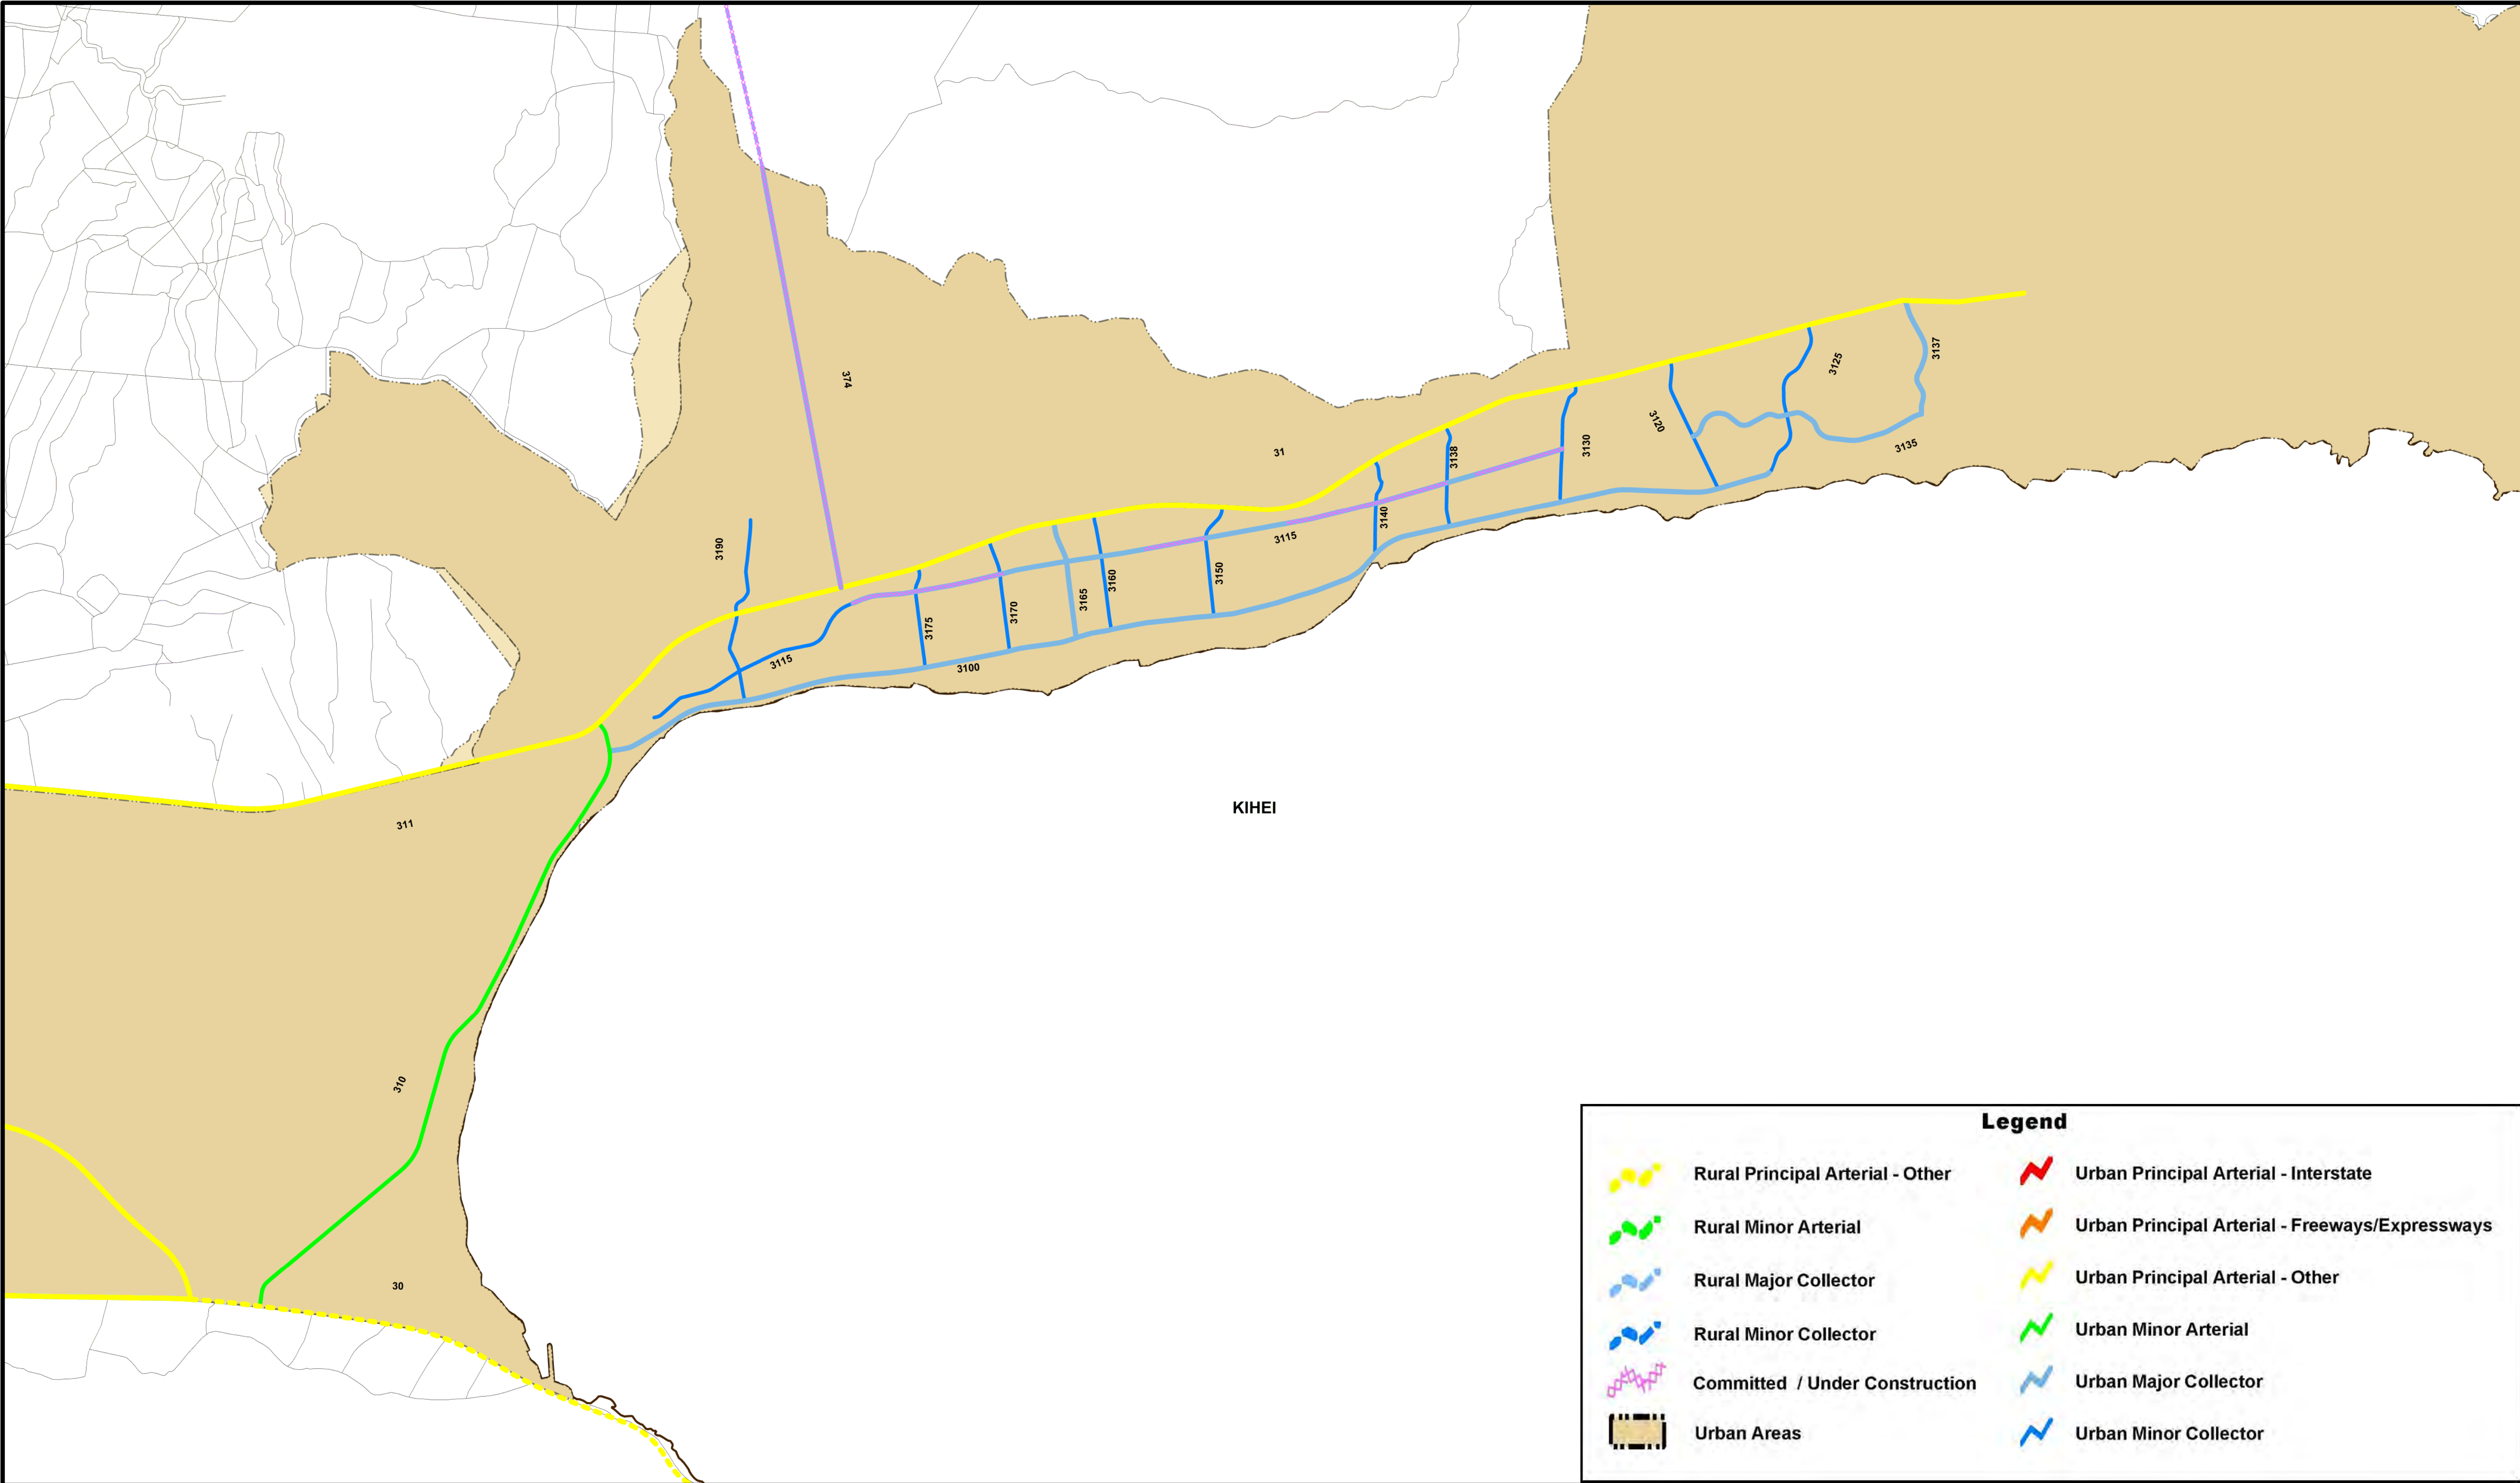 31
374
3137
3125
3120
3135
3130
3138
3140
3115
3150
3160
3165
3170
3175
3190
3115
3100
KIHEI
311
310
30
Legend
Rural Principal Arterial - Other
Rural Minor Arterial
Rural Major Collector
Rural Minor Collector
Committed / Under Construction
Urban Areas
Urban Principal Arterial - Interstate
Urban Principal Arterial - Freeways/Expressways
Urban Principal Arterial - Other
Urban Minor Arterial
Urban Major Collector
Urban Minor Collector